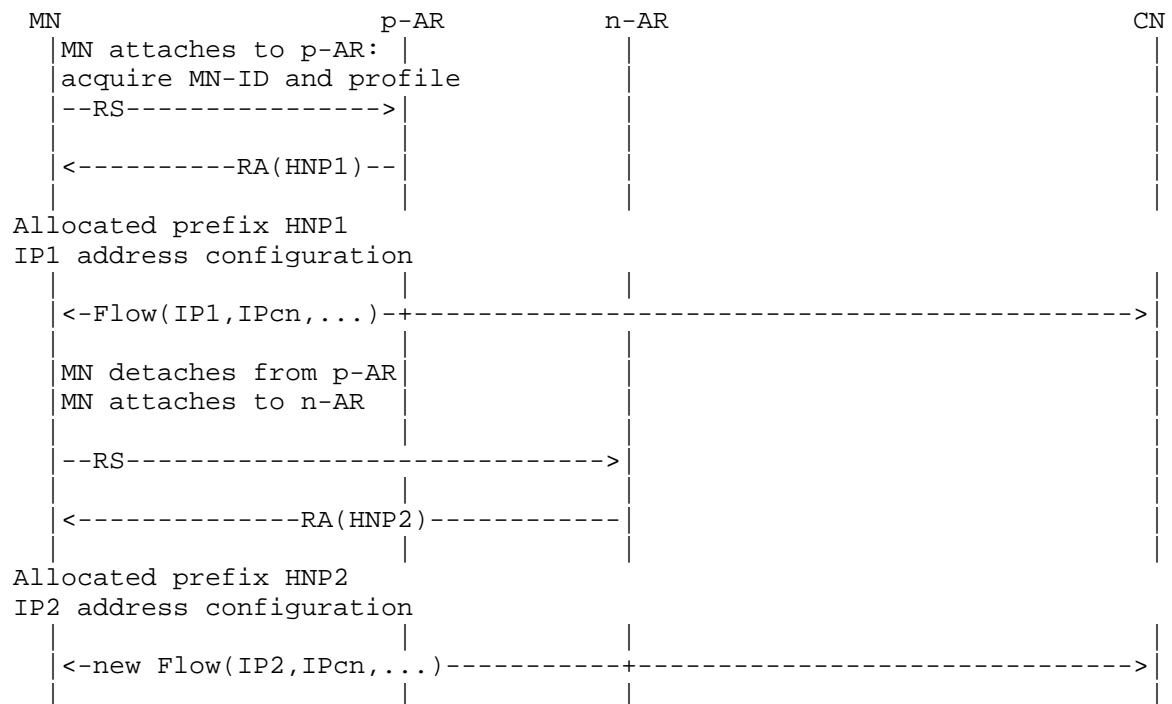 MN p-AR n-AR CN
|MN attaches to p-AR: | | |
|acquire MN-ID and profile | |
|--RS---------------->| | |
| | | |
|<----------RA(HNP1)--| | |
| | | |
Allocated prefix HNP1
IP1 address configuration
| | | |
|<-Flow(IP1,IPcn,...)-+--------------------------------------------->|
| | | |
|MN detaches from p-AR| | |
|MN attaches to n-AR | | |
| | | |
|--RS------------------------------>| |
| | | |
|<--------------RA(HNP2)------------| |
| | | |
Allocated prefix HNP2
IP2 address configuration
| | | |
|<-new Flow(IP2,IPcn,...)-----------+------------------------------->|
| | | |